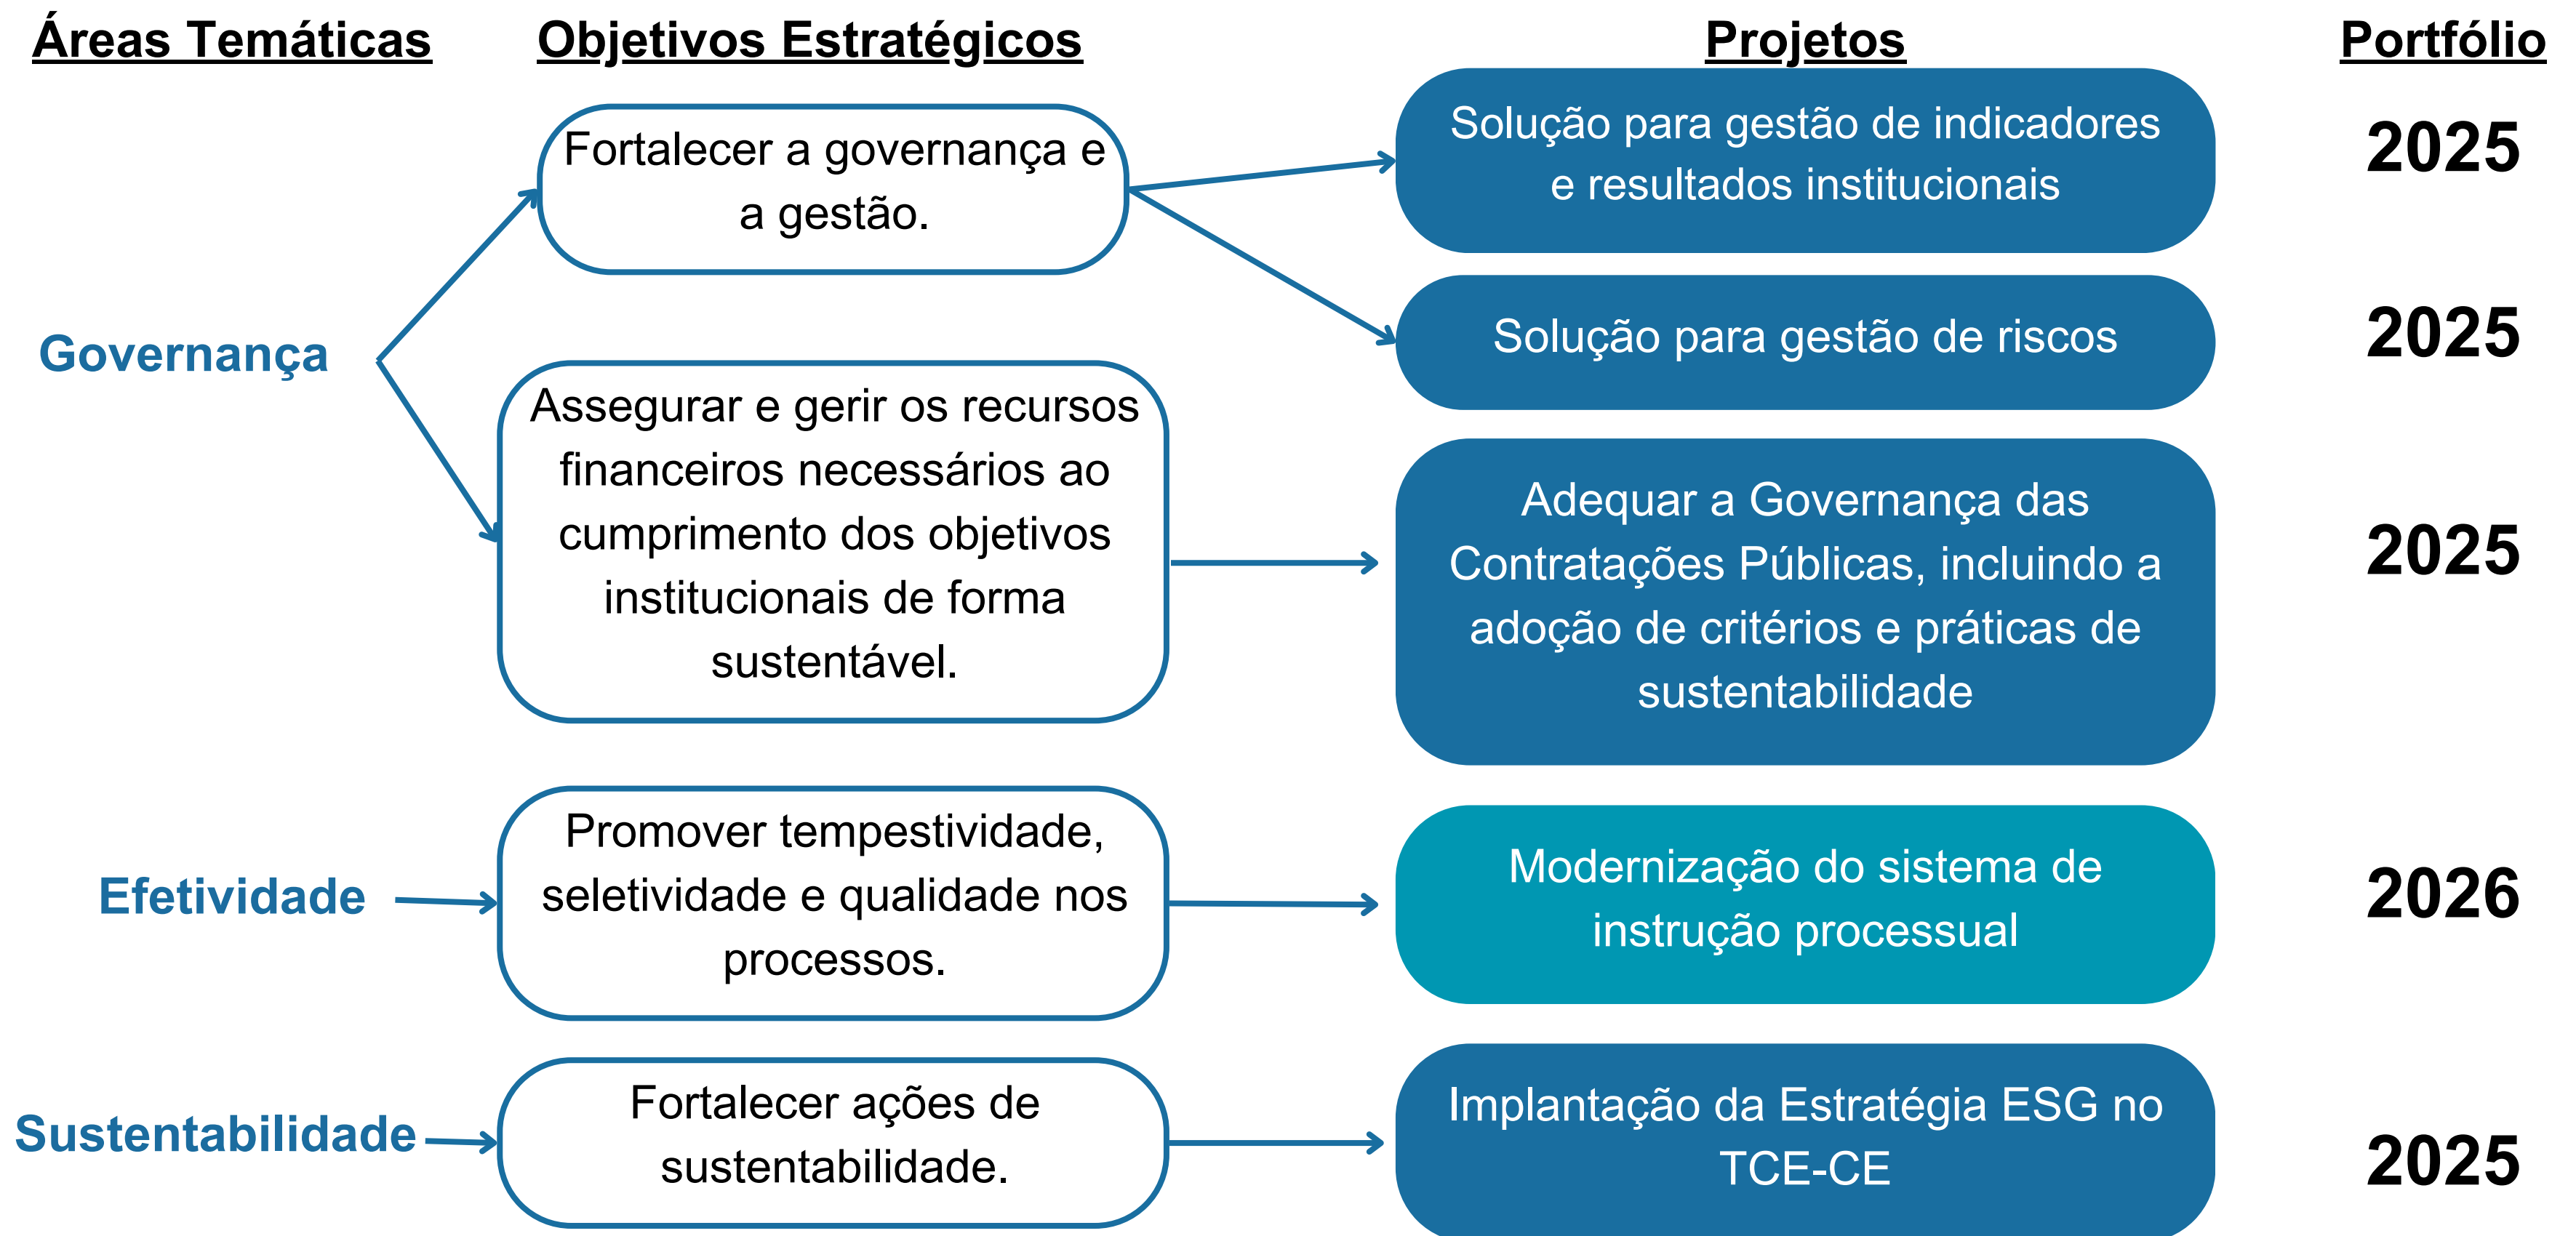 Áreas Temáticas
Objetivos Estratégicos
Projetos
Portfólio
Governança
Fortalecer a governança e
a gestão.
Solução para gestão de indicadores
e resultados institucionais
2025
Solução para gestão de riscos
2025
Assegurar e gerir os recursos
financeiros necessários ao
cumprimento dos objetivos
institucionais de forma
sustentável.
Adequar a Governança das
Contratações Públicas, incluindo a
adoção de critérios e práticas de
sustentabilidade
2025
Efetividade
Promover tempestividade,
seletividade e qualidade nos
processos.
Modernização do sistema de
instrução processual
2026
Sustentabilidade
Fortalecer ações de
sustentabilidade.
Implantação da Estratégia ESG no
TCE-CE
2025